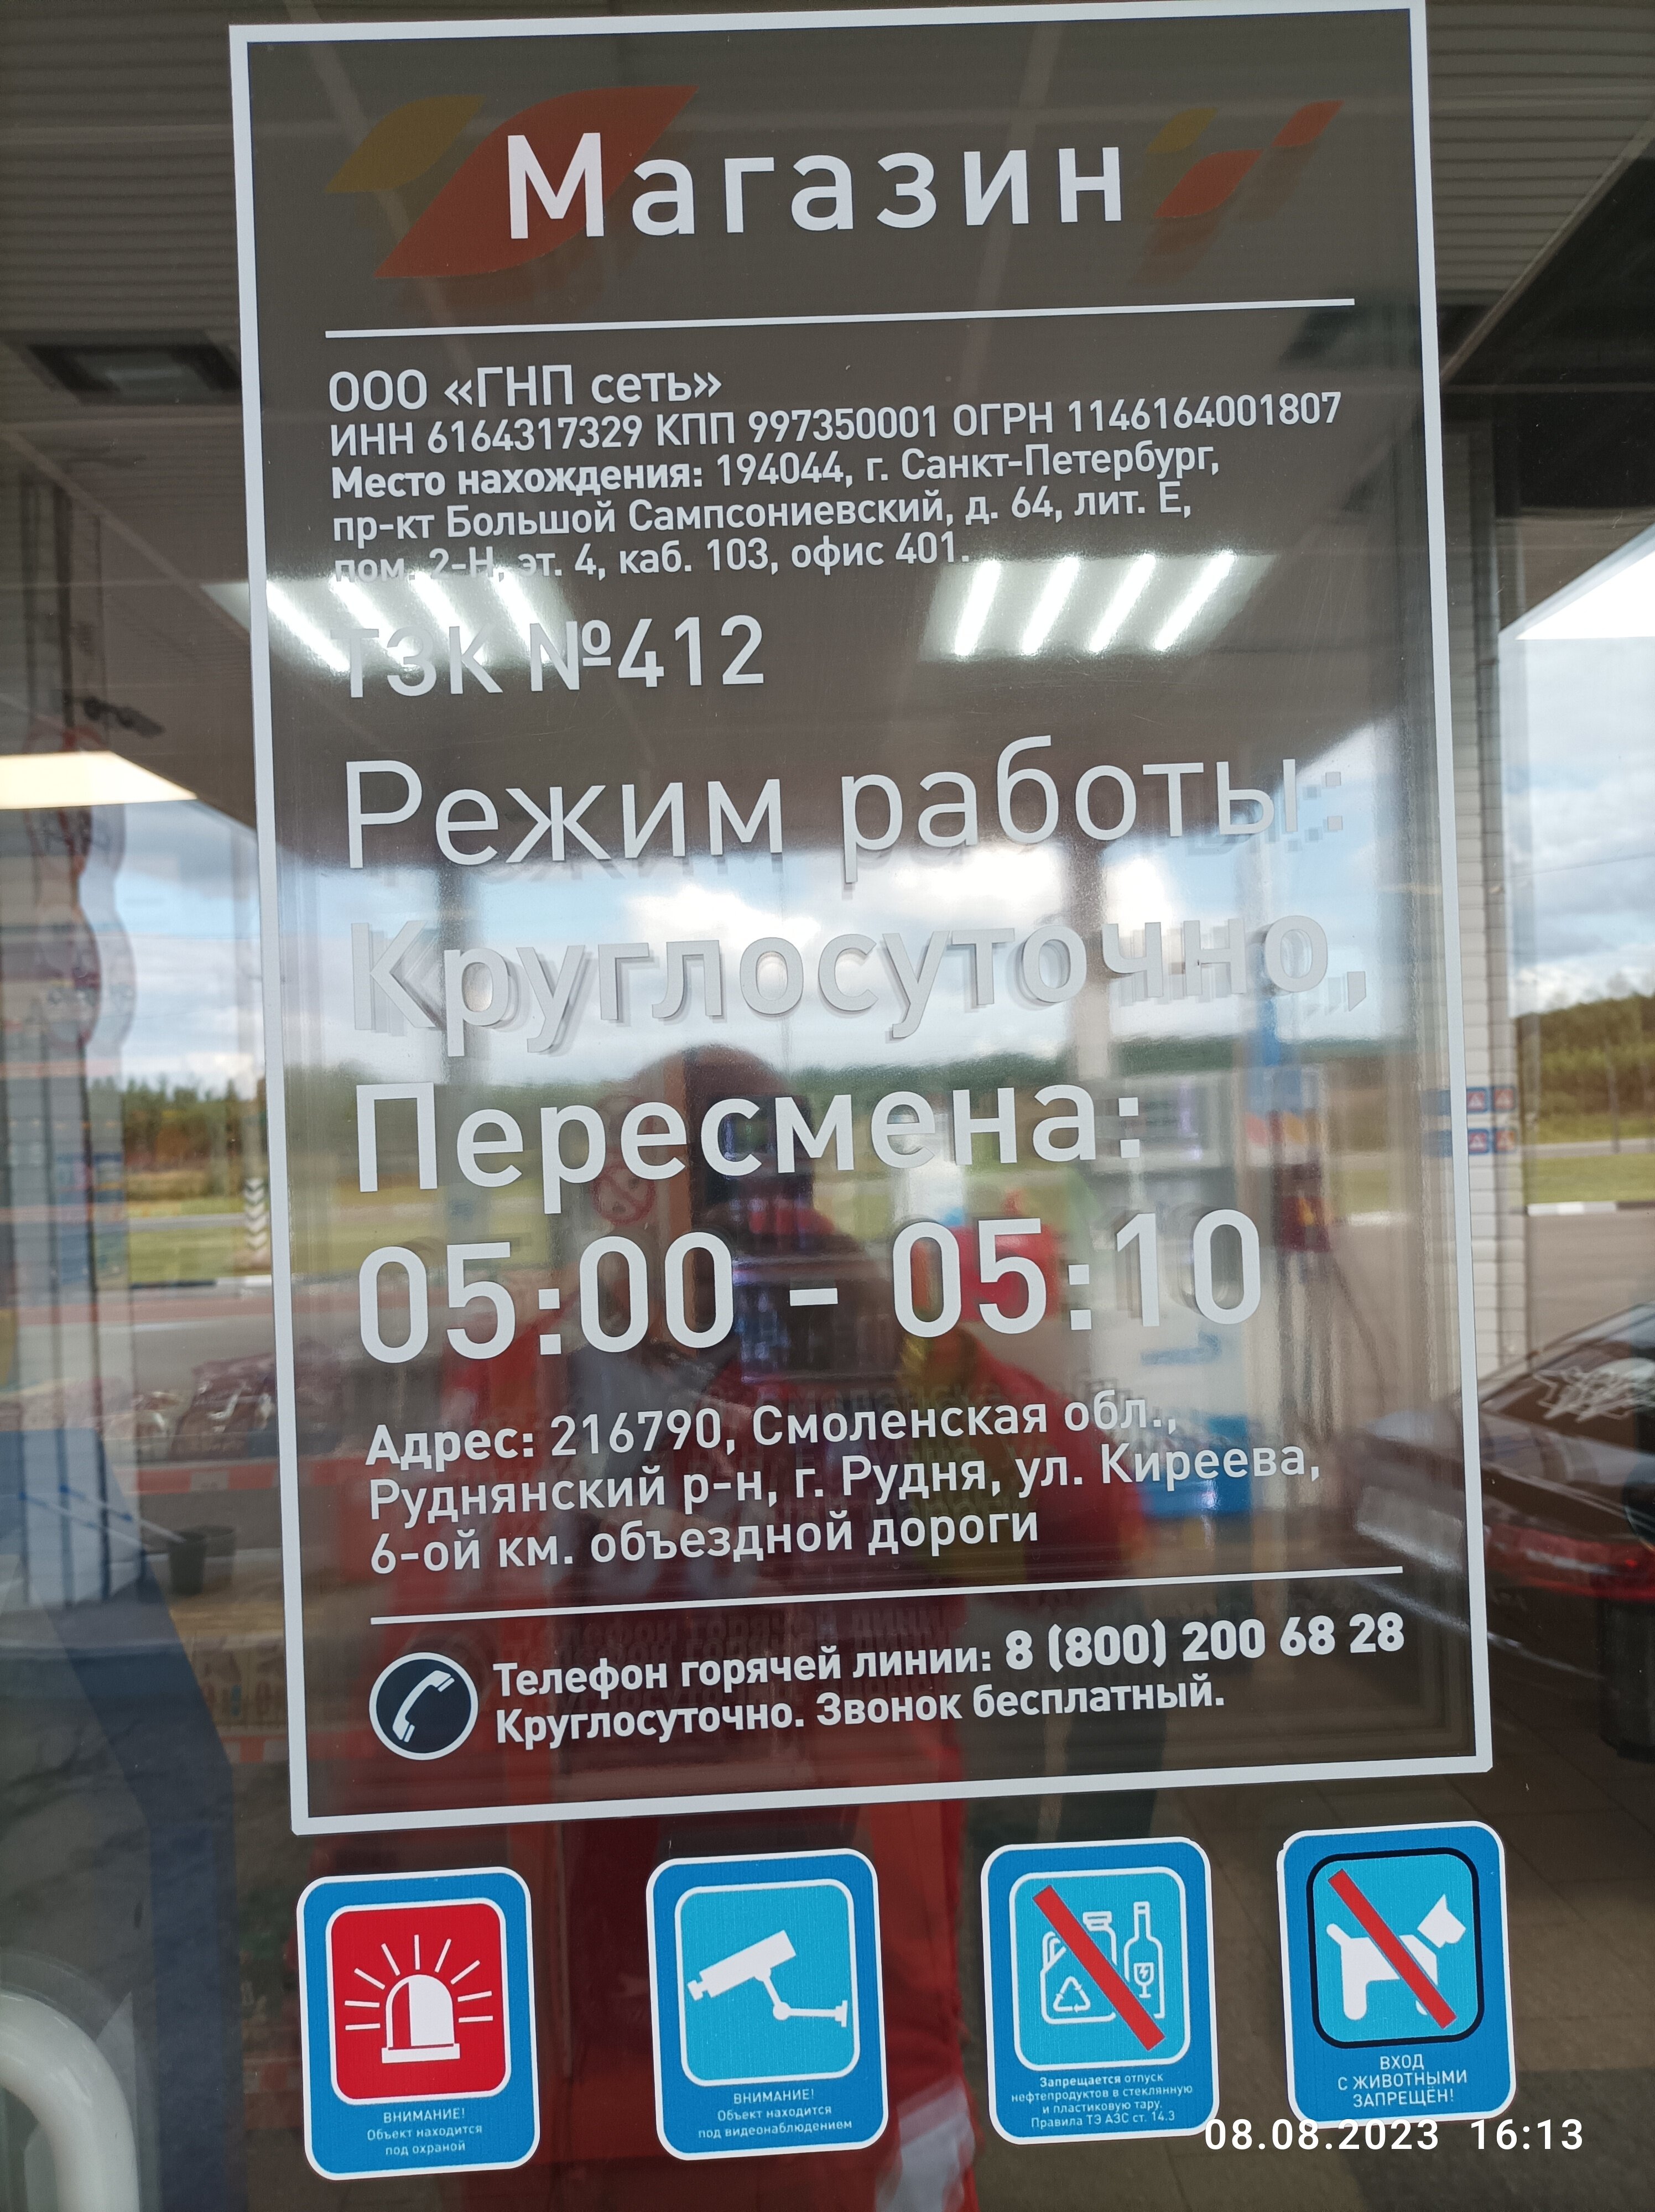 Магазин
ООО «ГНП сеть»
ИНН 6164317329 КПП 997350001 ОГРН 1146164001807
Место нахождения: 194044, г. Санкт-Петербург,
пр-кт Большой Сампсониевский, д. 64, лит. Е,
пом. 2-Н, эт. 4, каб. 103, офис 401.
ТЗК №412
Режим работы:
Круглосуточно,
Пересмена:
05:00 - 05:10
Адрес: 216790, Смоленская обл.,
Руднянский р-н, г. Рудня, ул. Киреева,
6-ой км. объездной дороги
Телефон горячей линии: 8 (800) 200 68 28
Круглосуточно. Звонок бесплатный.
ВНИМАНИЕ!
Объект находится
под охраной
ВНИМАНИЕ!
Объект находится
под видеонаблюдением
Запрещается отпуск
нефтепродуктов в стеклянную
и пластиковую тару.
Правила ТЭ АЗС ст. 14.3
ВХОД
С ЖИВОТНЫМИ
ЗАПРЕЩЁН!
08.08.2023 16:13